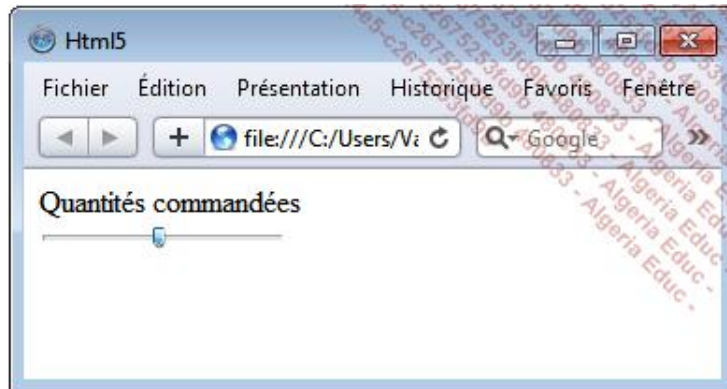 Html5
Fichier Édition Présentation Historique Favoris Fenêtre
file:///C:/Users/Va Google
Quantités commandées